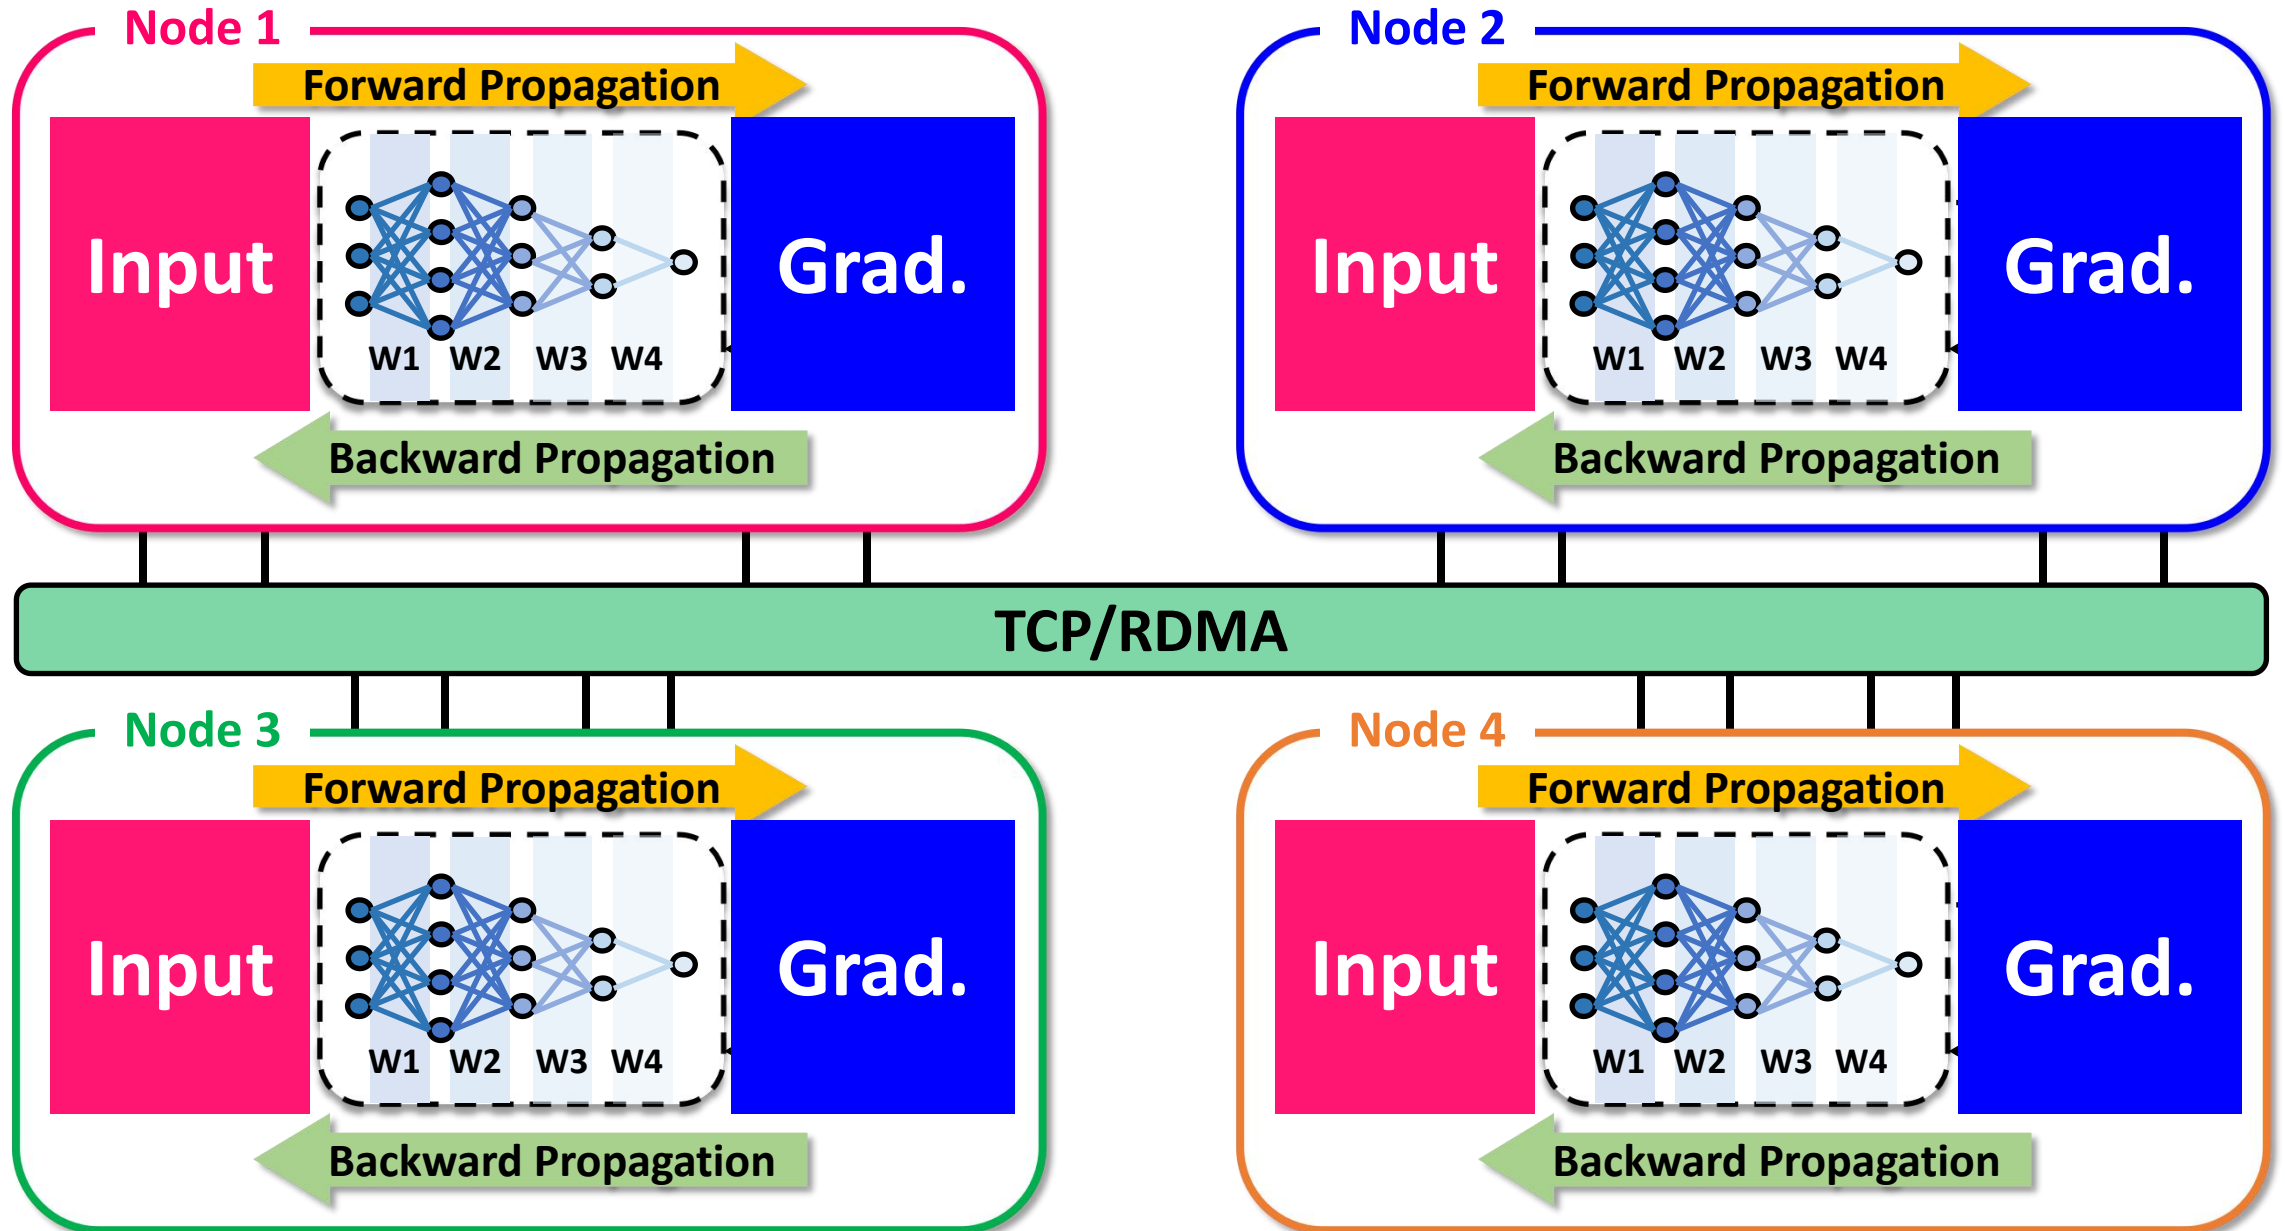 Node 1
Forward Propagation
Input
W1 W2 W3 W4
Grad.
Backward Propagation
Node 2
Forward Propagation
Input
W1 W2 W3 W4
Grad.
Backward Propagation
TCP/RDMA
Node 3
Forward Propagation
Input
W1 W2 W3 W4
Grad.
Backward Propagation
Node 4
Forward Propagation
Input
W1 W2 W3 W4
Grad.
Backward Propagation